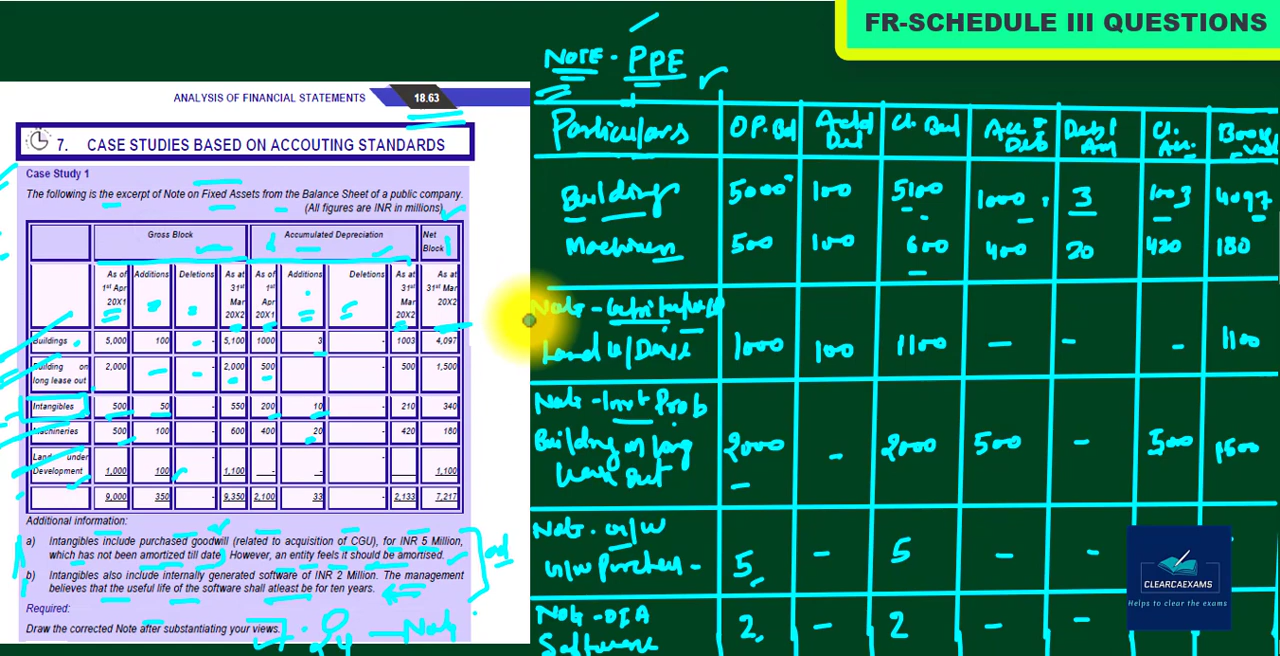 FR-SCHEDULE III QUESTIONS
ANALYSIS OF FINANCIAL STATEMENTS 18.63
7. CASE STUDIES BASED ON ACCOUTING STANDARDS
Case Study 1
The following is the excerpt of Note on Fixed Assets from the Balance Sheet of a public company.
(All figures are INR in millions)
Gross Block Accumulated Depreciation Net Block
As of 1st Apr 20X1 Additions Deletions As at 31st Mar 20X2 As of 1st Apr 20X1 Additions Deletions As at 31st Mar 20X2 As at 31st Mar 20X2
Buildings 5,000 100 - 5,100 1000 3 - 1003 4,097
Building on long lease out 2,000 - 2,000 500 - 500 1,500
Intangibles 500 50 - 550 200 10 - 210 340
Machineries 500 100 - 600 400 20 - 420 180
Land under Development 1,000 100 - 1,100 - - - 1,100
9,000 350 - 9,350 2,100 33 - 2,133 7,217
Additional information:
a) Intangibles include purchased goodwill (related to acquisition of CGU), for INR 5 Million,
which has not been amortized till date. However, an entity feels it should be amortised.
b) Intangibles also include internally generated software of INR 2 Million. The management
believes that the useful life of the software shall atleast be for ten years.
Required:
Draw the corrected Note after substantiating your views.
NOTE - PPE
Particulars OP. Bal Cl. Bal
Building 5000 100 5100 1000 3 1003 4097
500 100 600 400 20 420 180
Note -
Land U/ 1000 100 1100 - - - 1100
Note - Invt Prob
Building on Long 2000 - 2000 500 - 500 1500
Note - G/W
G/W 5 - 5 - -
Software 2 - 2 - -
CLEARCAEXAMS
Helps to clear the exams